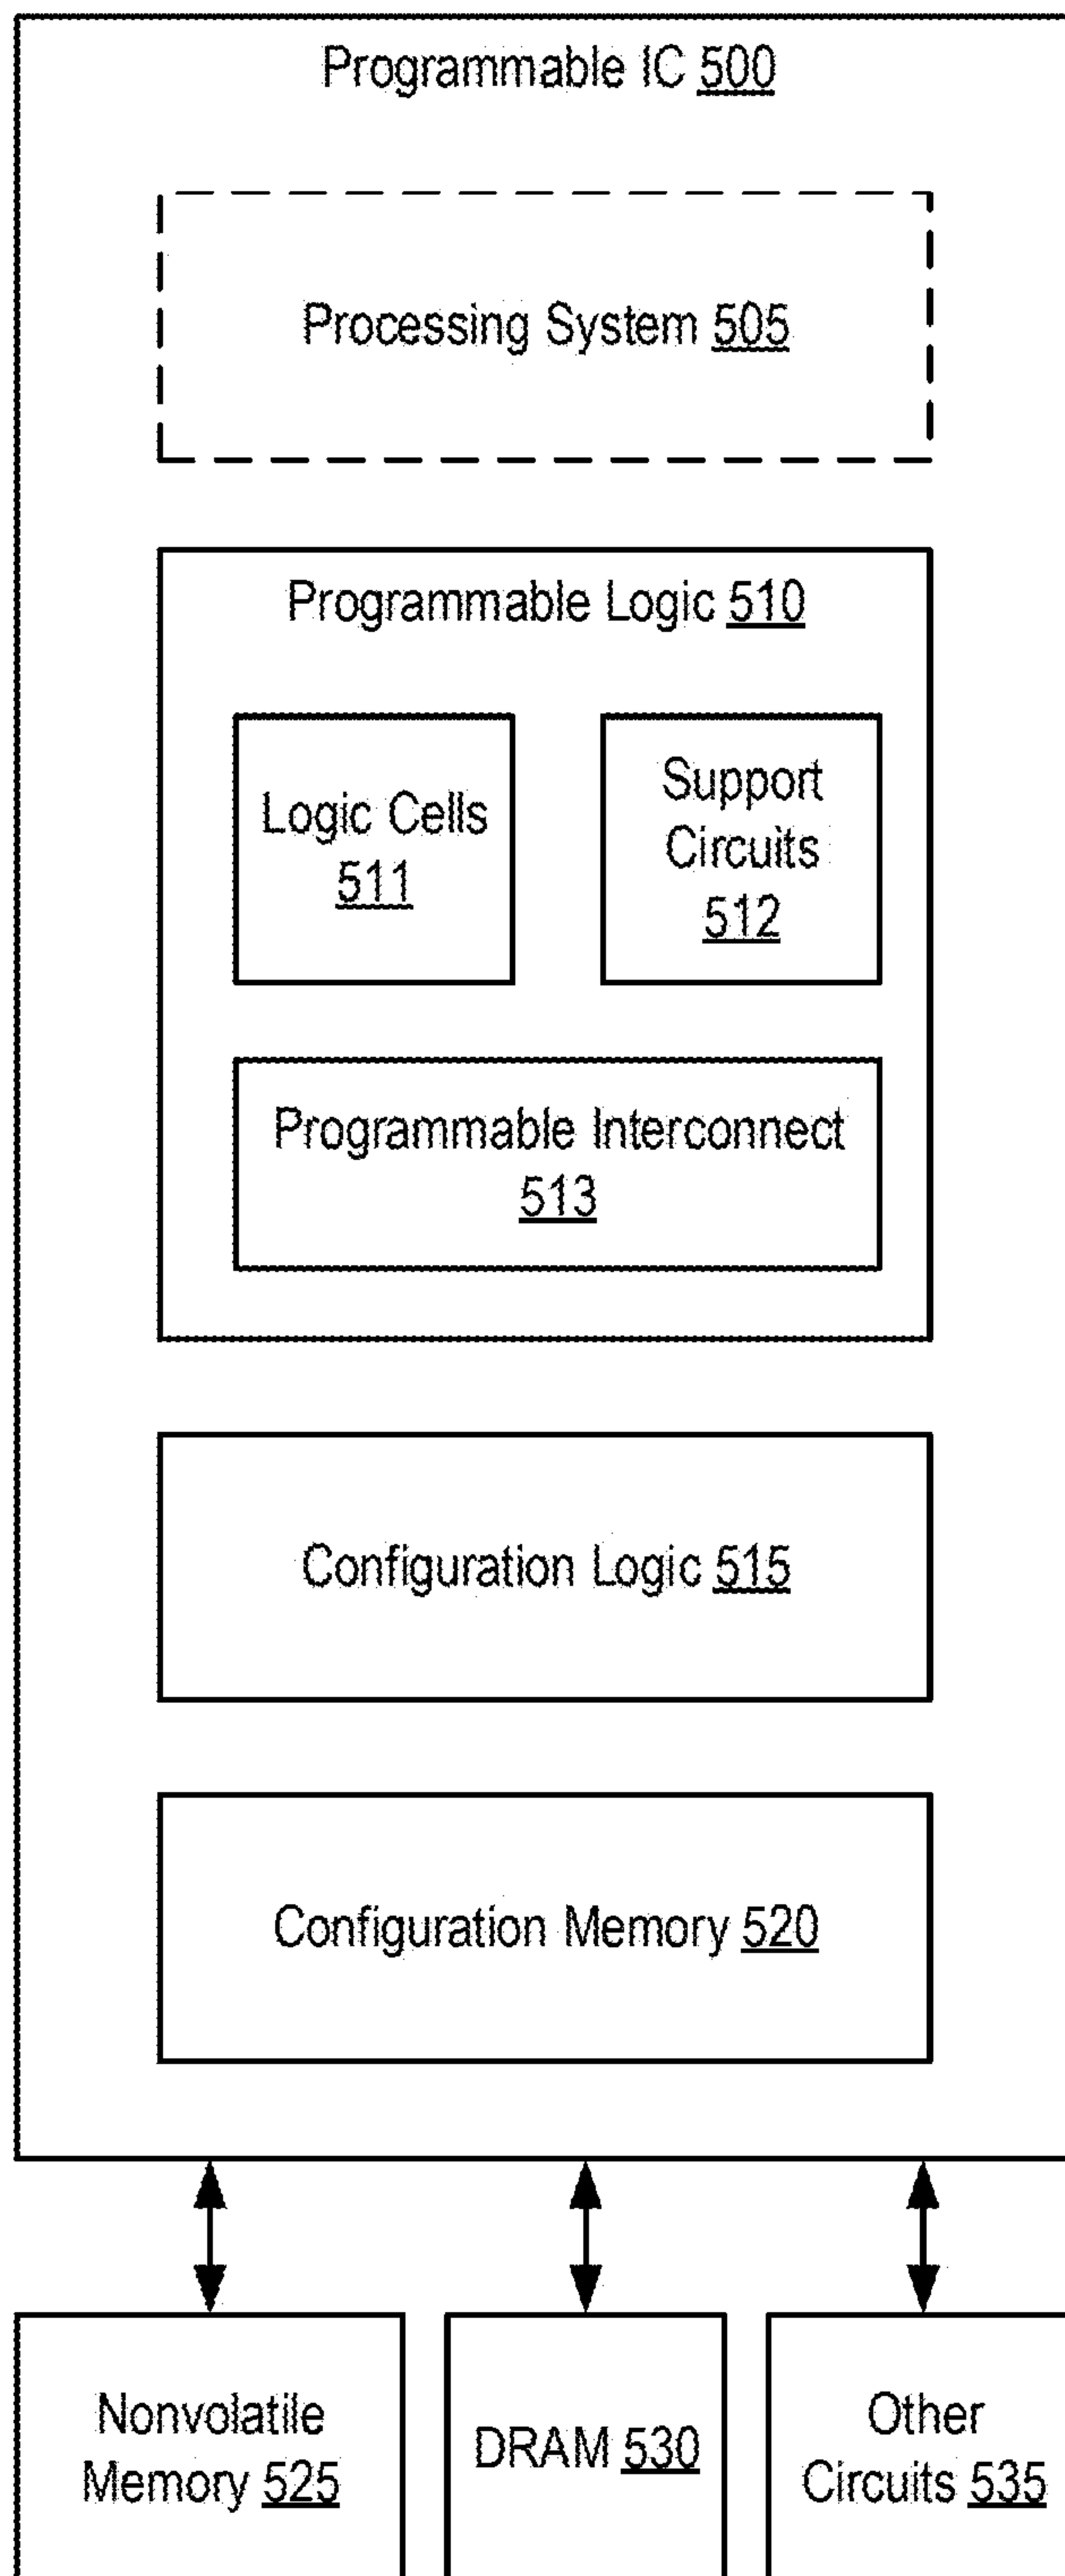 Programmable IC 500
Processing System 505
Programmable Logic 510
Logic Cells
511
Support
Circuits
512
Programmable Interconnect
513
Configuration Logic 515
Configuration Memory 520
Nonvolatile
Memory 525
DRAM 530
Other
Circuits 535